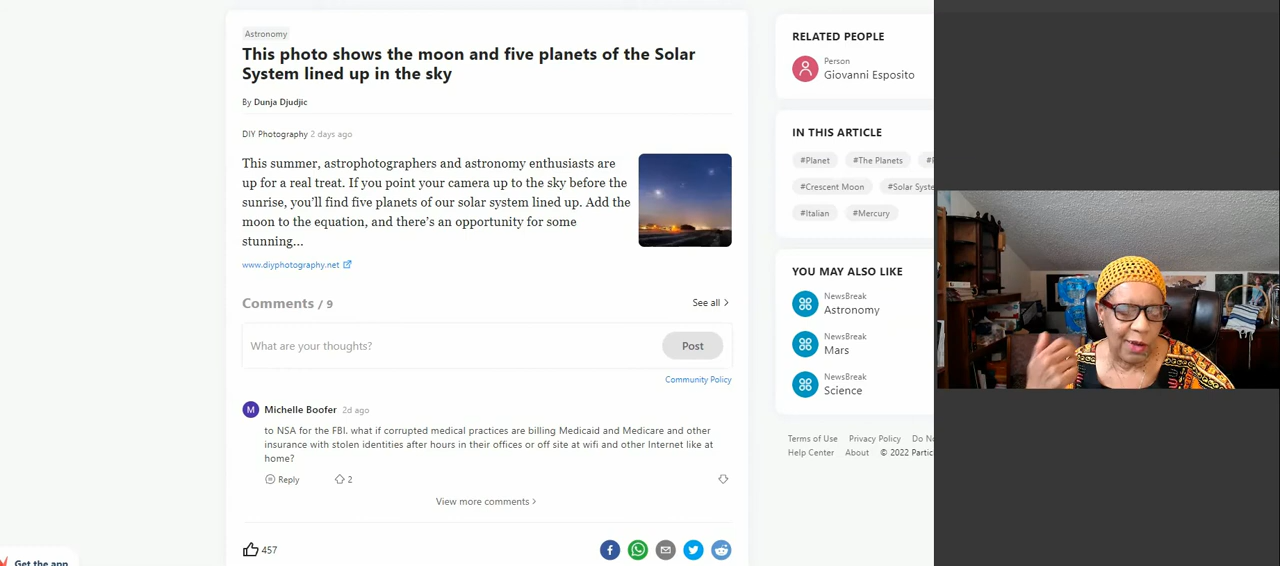 Astronomy
This photo shows the moon and five planets of the Solar
System lined up in the sky
By Dunja Djudjic
DIY Photography 2 days ago
This summer, astrophotographers and astronomy enthusiasts are
up for a real treat. If you point your camera up to the sky before the
sunrise, you'll find five planets of our solar system lined up. Add the
moon to the equation, and there's an opportunity for some
stunning...
www.diyphotography.net
Comments / 9
See all
What are your thoughts?
Post
Community Policy
M Michelle Boofer 2d ago
to NSA for the FBI. what if corrupted medical practices are billing Medicaid and Medicare and other
insurance with stolen identities after hours in their offices or off site at wifi and other Internet like at
home?
Reply 2
View more comments
457
Get the app
RELATED PEOPLE
Person
Giovanni Esposito
IN THIS ARTICLE
#Planet #The Planets
#Crescent Moon #Solar Syste
#Italian #Mercury
YOU MAY ALSO LIKE
NewsBreak
Astronomy
NewsBreak
Mars
NewsBreak
Science
Terms of Use Privacy Policy Do No
Help Center About © 2022 Partic